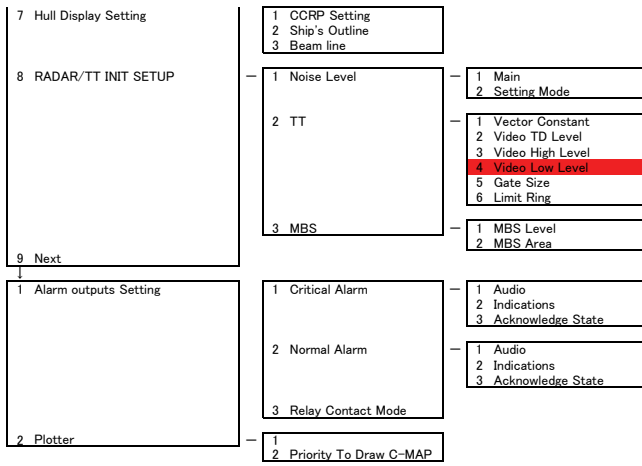 7 Hull Display Setting
1 CCRP Setting
2 Ship's Outline
3 Beam line
8 RADAR/TT INIT SETUP
1 Noise Level
1 Main
2 Setting Mode
2 TT
1 Vector Constant
2 Video TD Level
3 Video High Level
4 Video Low Level
5 Gate Size
6 Limit Ring
3 MBS
1 MBS Level
2 MBS Area
9 Next
↓
1 Alarm outputs Setting
1 Critical Alarm
1 Audio
2 Indications
3 Acknowledge State
2 Normal Alarm
1 Audio
2 Indications
3 Acknowledge State
3 Relay Contact Mode
2 Plotter
1
2 Priority To Draw C-MAP